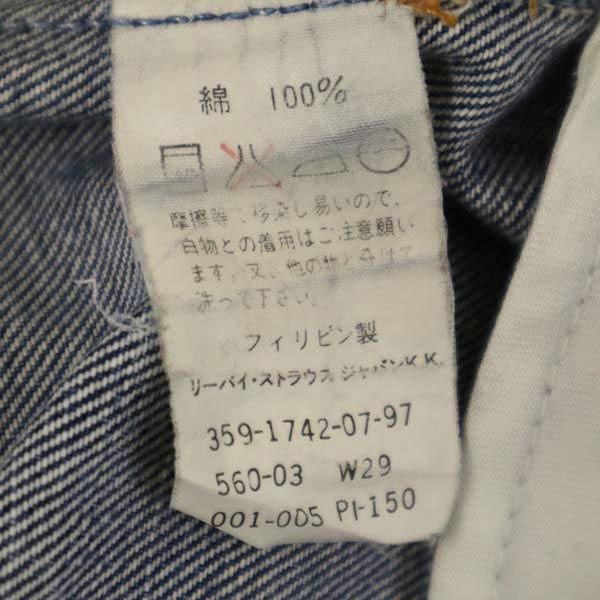 綿 100%
摩擦等で移染し易いので、
白物との着用はご注意願い
ます。又、他の物と分けて
洗って下さい。
フィリピン製
リーバイ・ストラウス ジャパンK.K.
359-1742-07-97
560-03 W29
001-005 PI-150